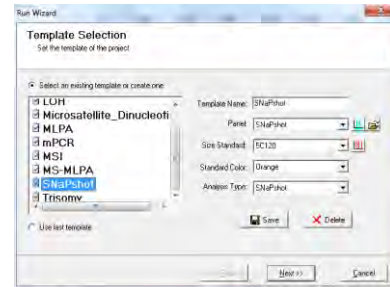 Run Wizard
Template Selection
Set the template of the project
Select an existing template or create one
LOH
Microsatellite_Dinucleoti
MLPA
mPCR
MSI
MS-MLPA
SNaPshot
Trisomy
Use last template
Template Name: SNaPshot
Panel: SNaPshot
Size Standard: SC120
Standard Color: Orange
Analysis Type: SNaPshot
Save
Delete
Next >>
Cancel